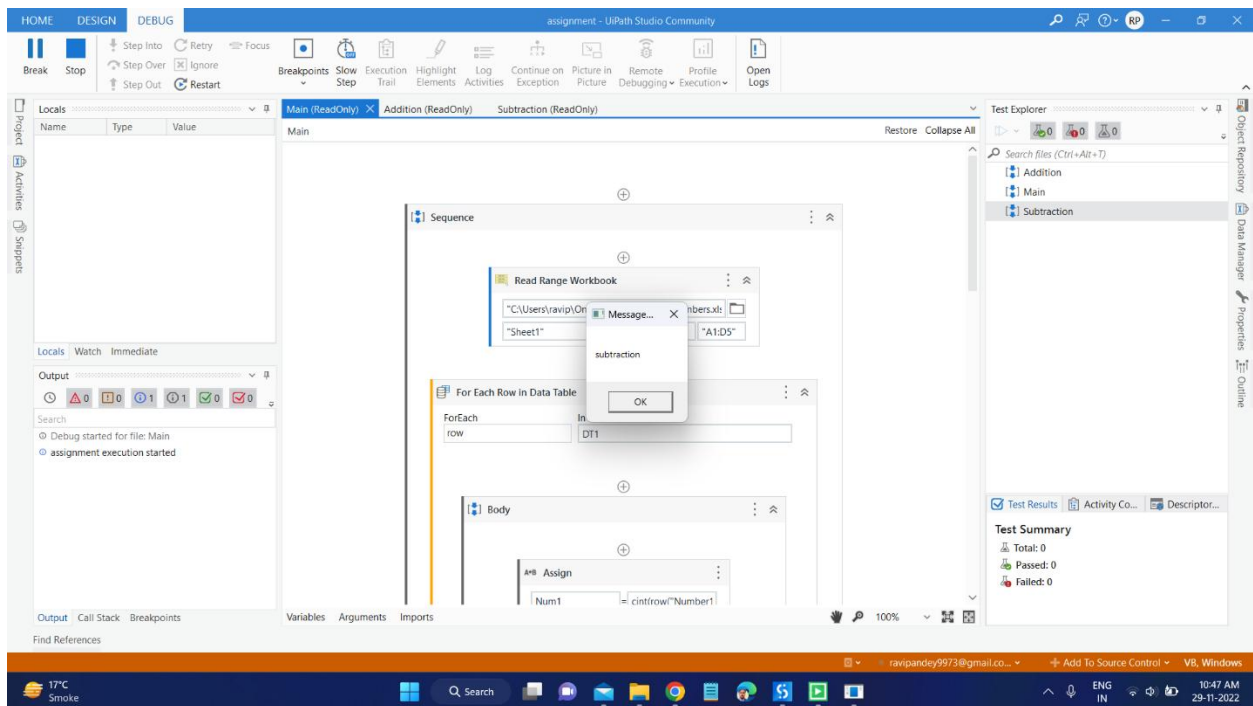 HOME DESIGN DEBUG
assignment - UiPath Studio Community
RP
Break
Stop
Step Into Retry Focus
Step Over Ignore
Step Out Restart
Breakpoints
Slow Step
Execution Trail
Highlight Elements
Log Activities
Continue on Exception
Picture in Picture
Remote Debugging
Profile Execution
Open Logs
Project
Activities
Snippets
Locals
Name Type Value
Locals Watch Immediate
Output
0 0 1 1 0 0
Search
Debug started for file: Main
assignment execution started
Output Call Stack Breakpoints
Find References
Main (ReadOnly) Addition (ReadOnly) Subtraction (ReadOnly)
Main Restore Collapse All
Sequence
Read Range Workbook
"C:\Users\ravip\On
nbers.xls
"Sheet1" "A1:D5"
Message...
subtraction
OK
For Each Row in Data Table
ForEach In
row DT1
Body
A*B Assign
Num1 = cint(row("Number1
Variables Arguments Imports 100%
Test Explorer
0 0 0
Search files (Ctrl+Alt+T)
Addition
Main
Subtraction
Test Results Activity Co... Descriptor...
Test Summary
Total: 0
Passed: 0
Failed: 0
Object Repository
Data Manager
Properties
Outline
ravipandey9973@gmail.co... Add To Source Control VB, Windows
17°C
Smoke
Search
ENG
IN
10:47 AM
29-11-2022